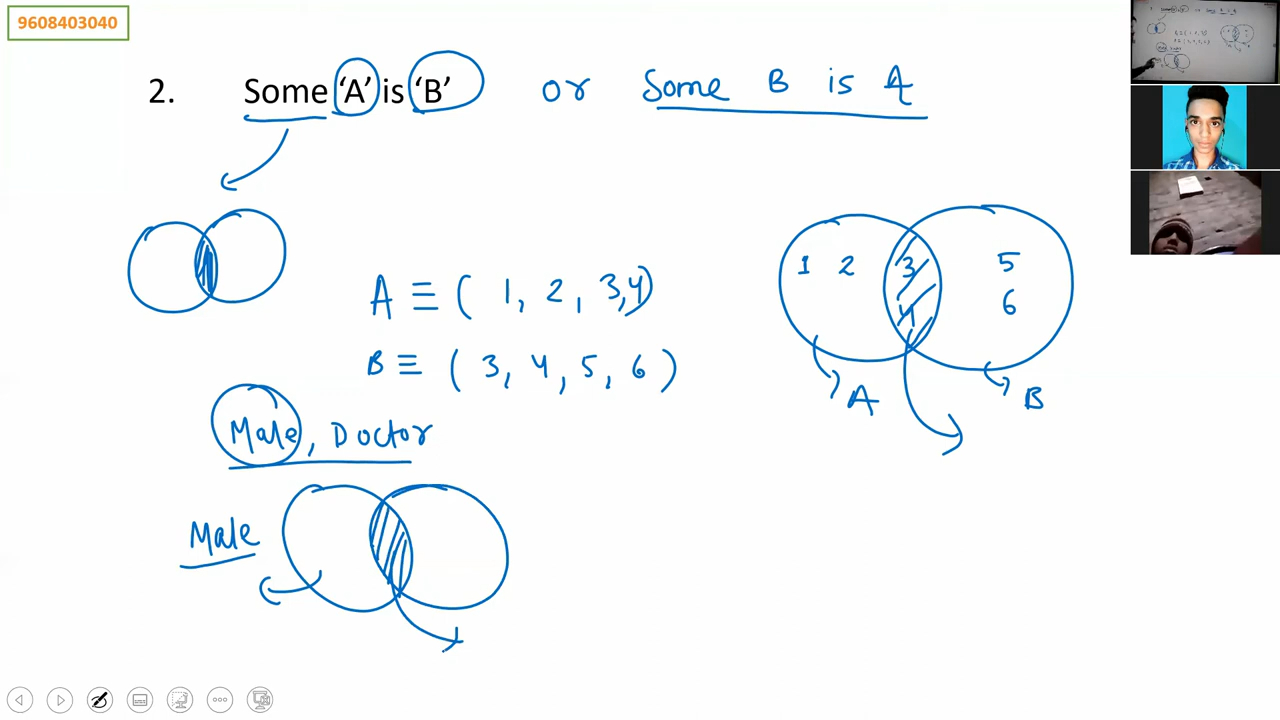 9608403040
2. Some 'A' is 'B' or Some B is A
A ≡ ( 1, 2, 3,4)
B ≡ ( 3, 4, 5, 6 )
1 2 3 5
4 6
A B
Male, Doctor
Male